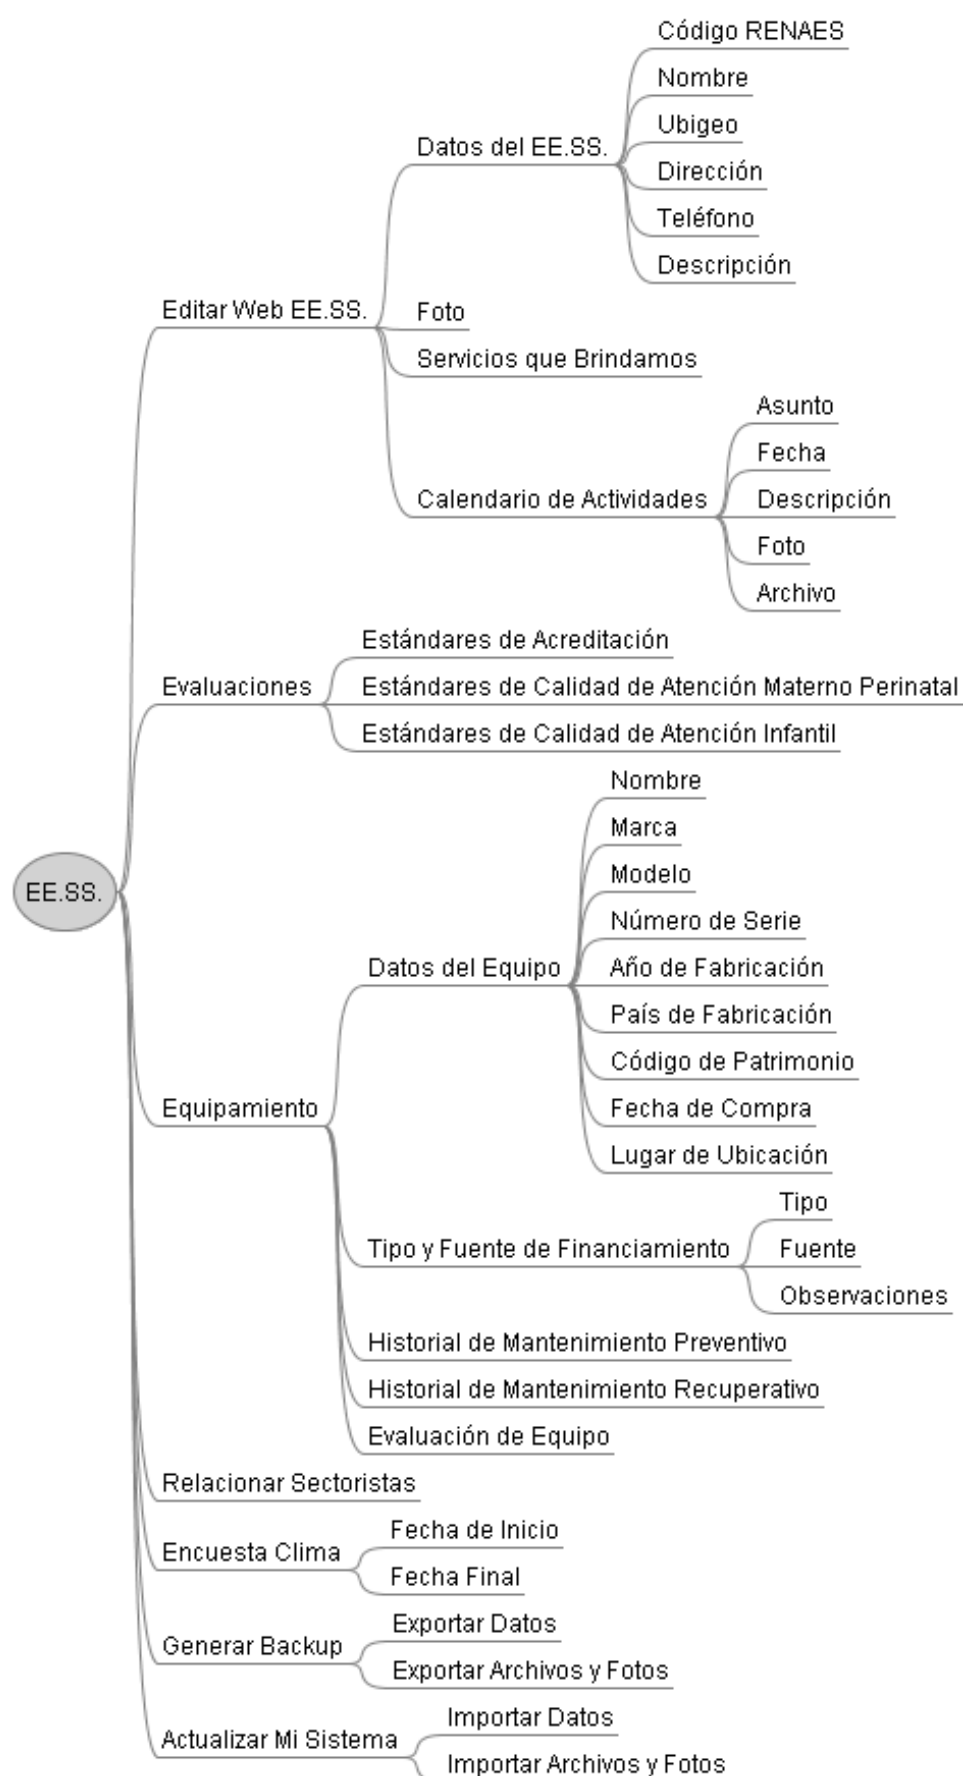 Código RENAES
Nombre
Ubigeo
Datos del EE.SS.
Dirección
Teléfono
Descripción
Editar Web EE.SS.
Foto
Servicios que Brindamos
Asunto
Fecha
Calendario de Actividades
Descripción
Foto
Archivo
Estándares de Acreditación
Evaluaciones
Estándares de Calidad de Atención Materno Perinatal
Estándares de Calidad de Atención Infantil
Nombre
Marca
Modelo
EE.SS.
Número de Serie
Datos del Equipo
Año de Fabricación
País de Fabricación
Código de Patrimonio
Equipamiento
Fecha de Compra
Lugar de Ubicación
Tipo
Tipo y Fuente de Financiamiento
Fuente
Observaciones
Historial de Mantenimiento Preventivo
Historial de Mantenimiento Recuperativo
Evaluación de Equipo
Relacionar Sectoristas
Fecha de Inicio
Encuesta Clima
Fecha Final
Exportar Datos
Generar Backup
Exportar Archivos y Fotos
Importar Datos
Actualizar Mi Sistema
Importar Archivos y Fotos